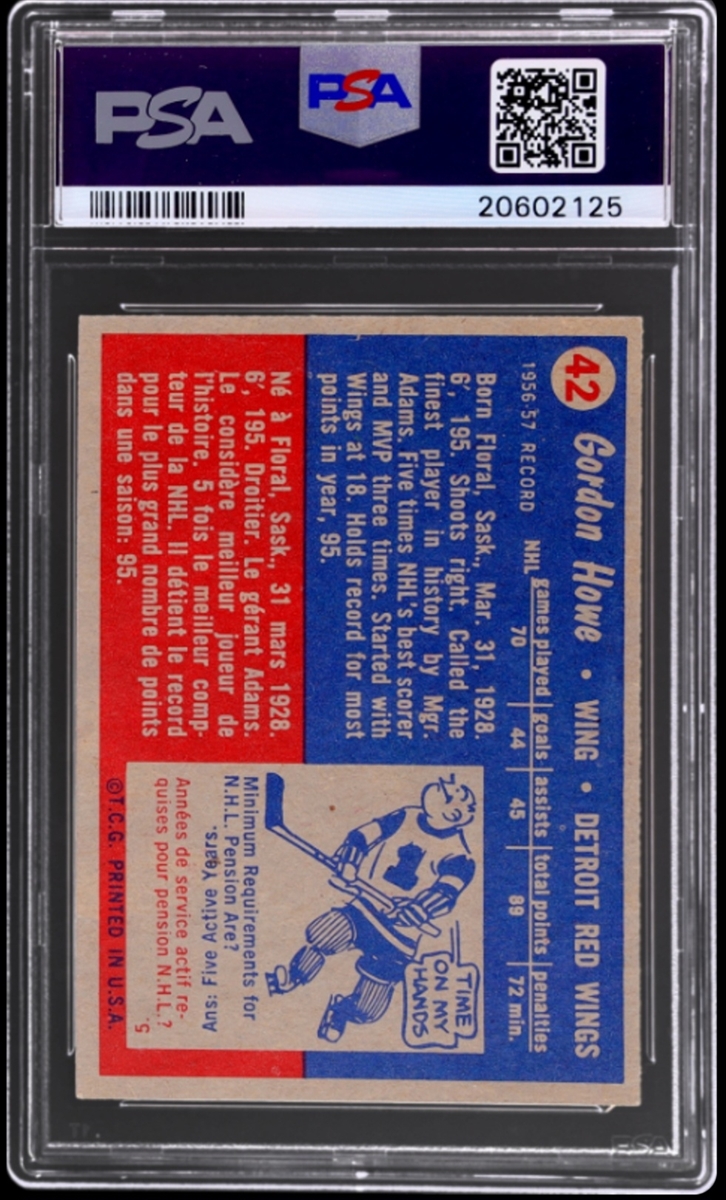 PSA
PSA
20602125
42 Gordon Howe • WING • DETROIT RED WINGS
1956-57 RECORD games played goals assists total points penalties
NHL 70 44 45 89 72 min.
Born Floral, Sask., Mar. 31, 1928.
6', 195. Shoots right. Called the
finest player in history by Mgr.
Adams. Five times NHL's best scorer
and MVP three times. Started with
Wings at 18. Holds record for most
points in year, 95.
Né à Floral, Sask., 31 mars 1928.
6', 195. Droitier. Le gérant Adams.
Le considère meilleur joueur de
l'histoire. 5 fois le meilleur comp-
teur de la NHL. Il détient le record
pour le plus grand nombre de points
dans une saison: 95.
TIME
ON MY
HANDS
Minimum Requirements for
N.H.L. Pension Are?
Ans: Five Active Years.
Années de service actif re-
quises pour pension N.H.L.?
5.
©T.C.G. PRINTED IN U.S.A.
PSA